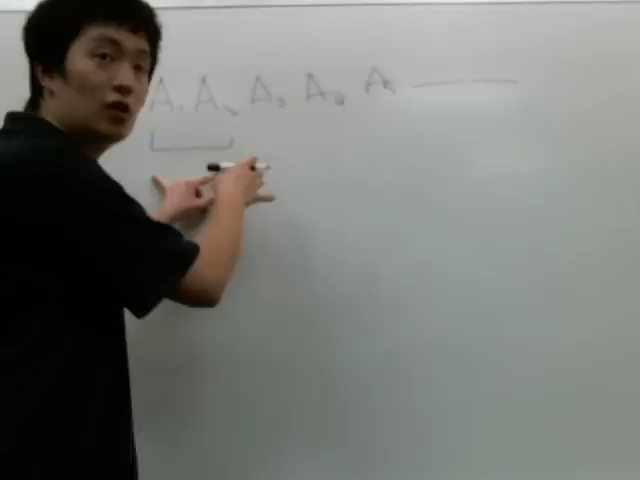 A₁ A₂ A₃ A₄ A₅ — —